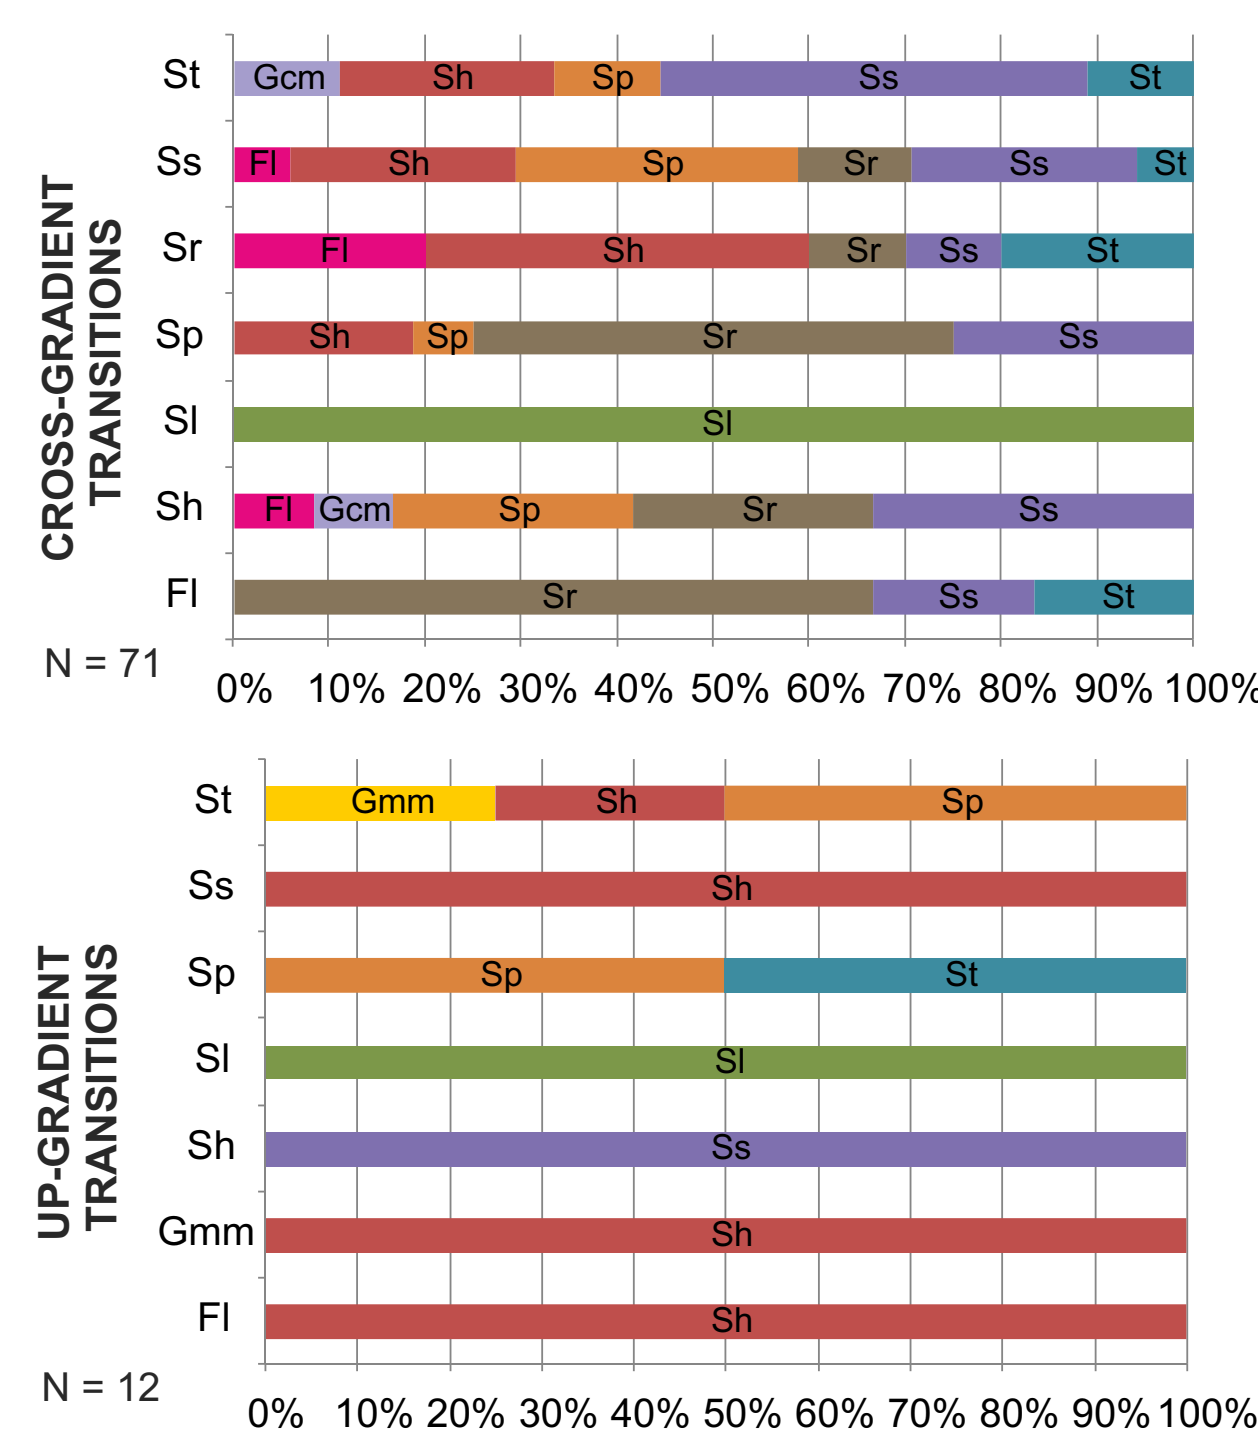 CROSS-GRADIENT
TRANSITIONS
St Gcm Sh Sp Ss St
Ss Fl Sh Sp Sr Ss St
Sr Fl Sh Sr Ss St
Sp Sh Sp Sr Ss
Sl Sl
Sh Fl Gcm Sp Sr Ss
Fl Sr Ss St
N = 71
0% 10% 20% 30% 40% 50% 60% 70% 80% 90% 100%
UP-GRADIENT
TRANSITIONS
St Gmm Sh Sp
Ss Sh
Sp Sp St
Sl Sl
Sh Ss
Gmm Sh
Fl Sh
N = 12
0% 10% 20% 30% 40% 50% 60% 70% 80% 90% 100%